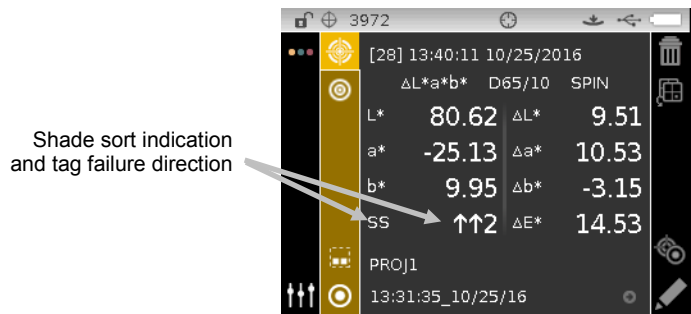 3972
[28] 13:40:11 10/25/2016
ΔL*a*b* D65/10 SPIN
L* 80.62 ΔL* 9.51
Shade sort indication
and tag failure direction
a* -25.13 Δa* 10.53
b* 9.95 Δb* -3.15
SS ↑↑2 ΔE* 14.53
PROJ1
13:31:35_10/25/16